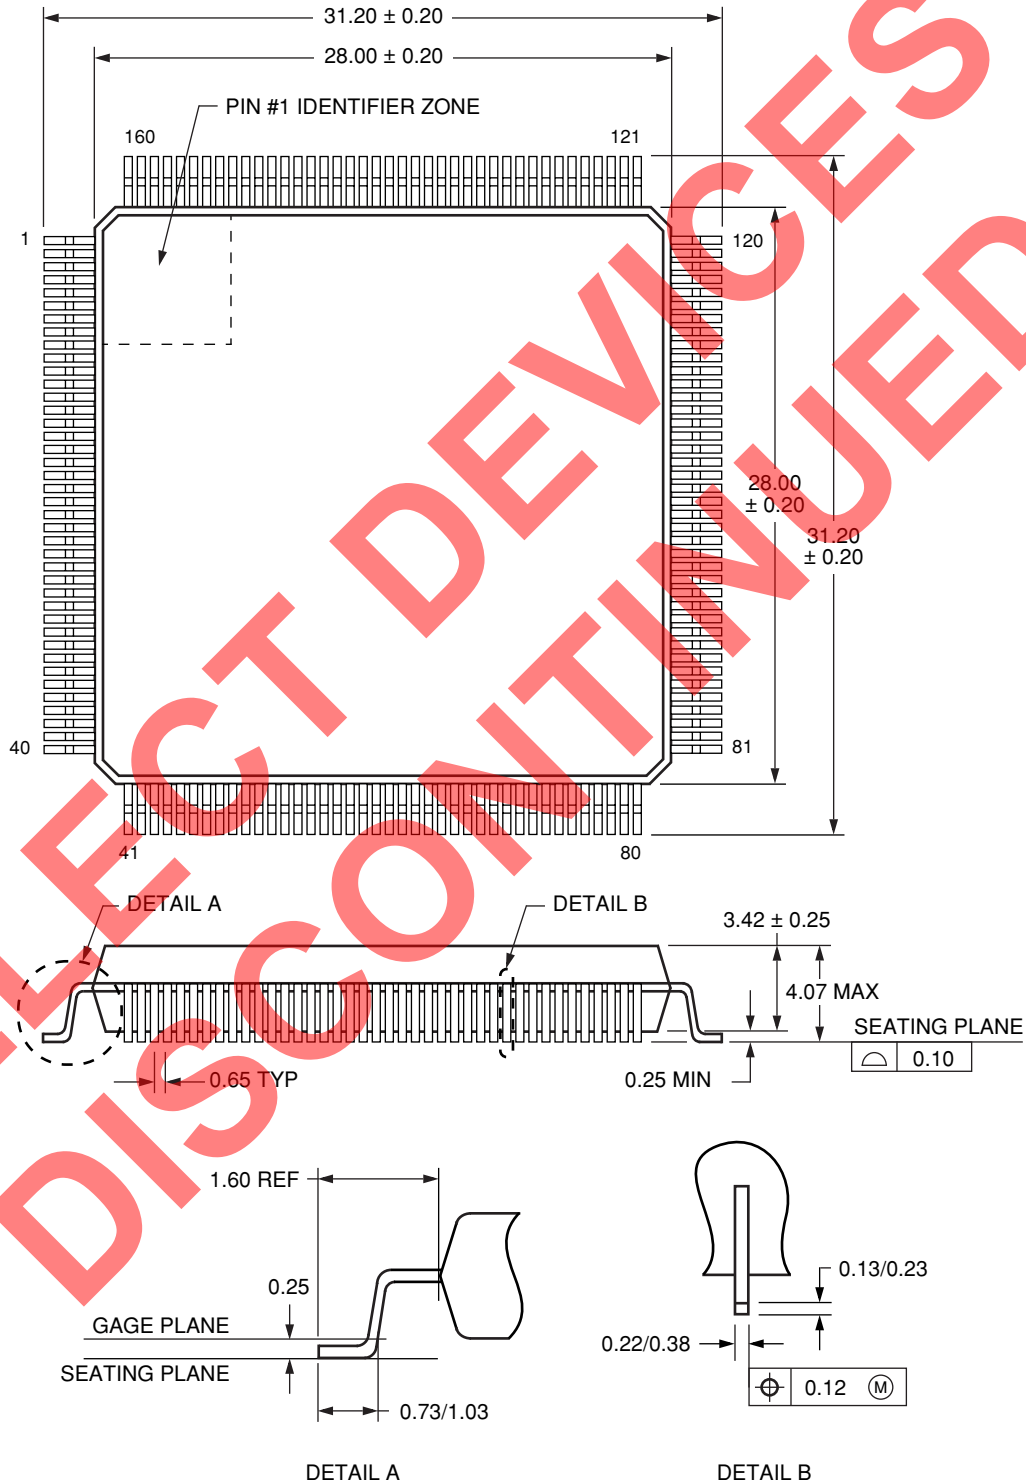 31.20 ± 0.20
28.00 ± 0.20
PIN #1 IDENTIFIER ZONE
160
121
1
120
28.00
± 0.20
31.20
± 0.20
40
81
41
80
DETAIL A
DETAIL B
3.42 ± 0.25
4.07 MAX
SEATING PLANE
0.10
0.65 TYP
0.25 MIN
1.60 REF
0.25
GAGE PLANE
SEATING PLANE
0.73/1.03
DETAIL A
0.13/0.23
0.22/0.38
0.12 Ⓜ
DETAIL B
LECT DEVICES
DISCONTINUED